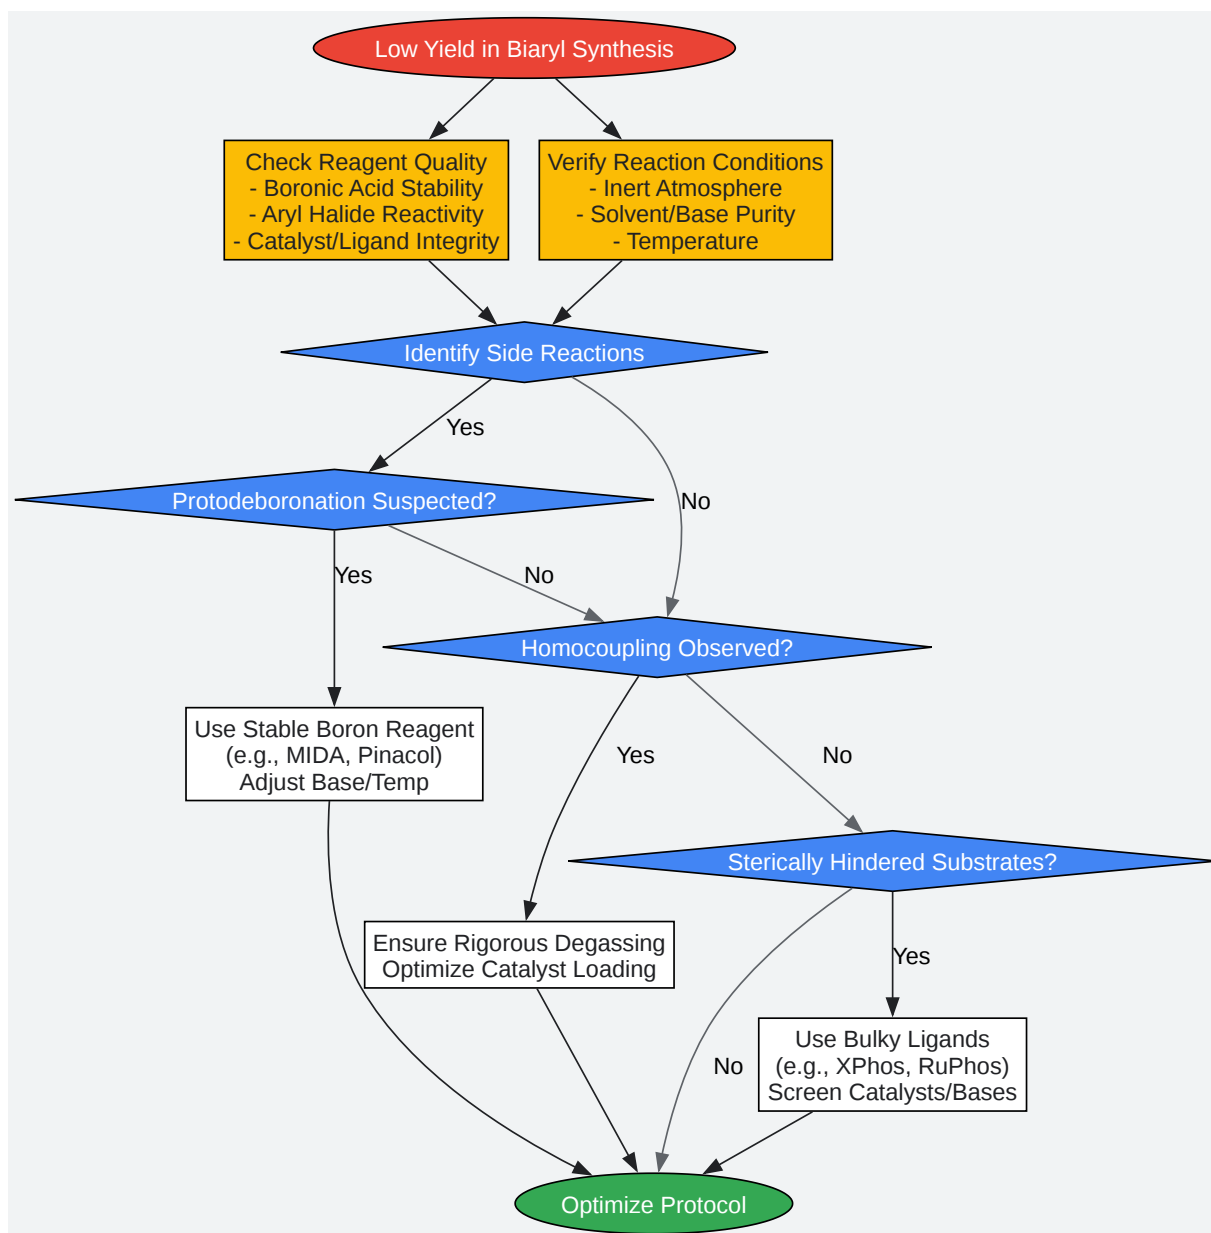 Low Yield in Biaryl Synthesis
Check Reagent Quality
- Boronic Acid Stability
- Aryl Halide Reactivity
- Catalyst/Ligand Integrity
Verify Reaction Conditions
- Inert Atmosphere
- Solvent/Base Purity
- Temperature
Identify Side Reactions
Yes
No
Protodeboronation Suspected?
Yes
No
Homocoupling Observed?
Use Stable Boron Reagent
(e.g., MIDA, Pinacol)
Adjust Base/Temp
Yes
No
Sterically Hindered Substrates?
Ensure Rigorous Degassing
Optimize Catalyst Loading
Yes
No
Use Bulky Ligands
(e.g., XPhos, RuPhos)
Screen Catalysts/Bases
Optimize Protocol